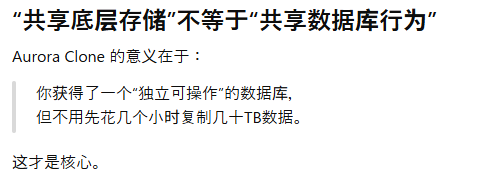 “共享底层存储”不等于“共享数据库行为”
Aurora Clone 的意义在于：
你获得了一个“独立可操作”的数据库，
但不用先花几个小时复制几十TB数据。
这才是核心。